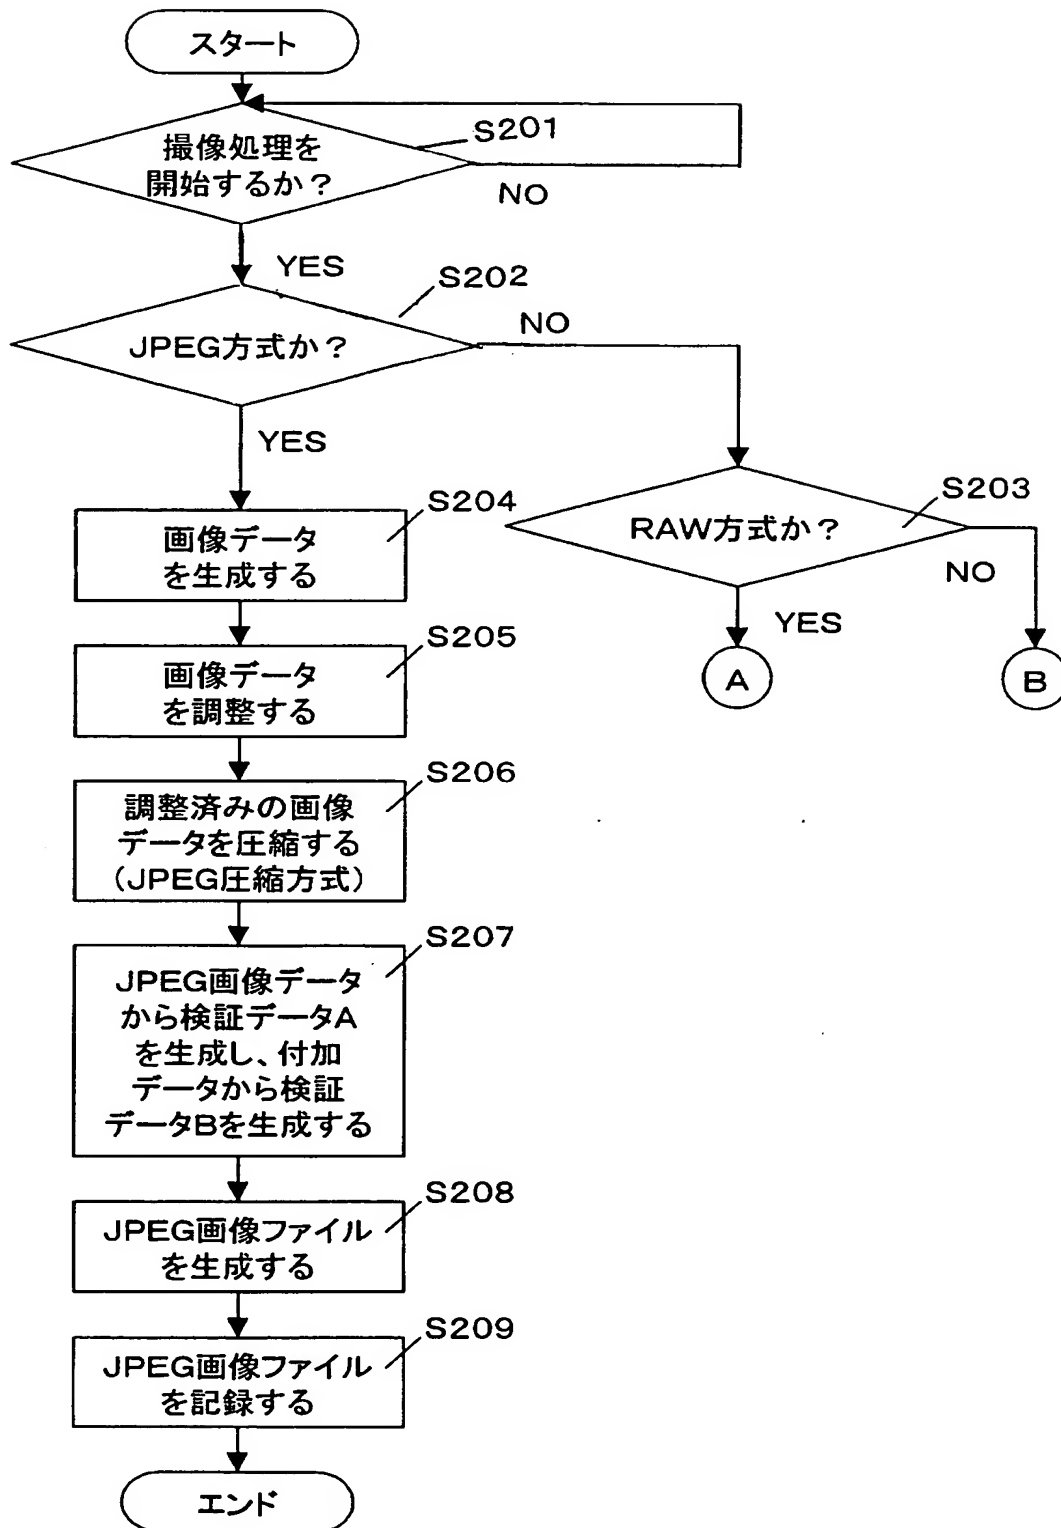 スタート
撮像処理を
開始するか？
S201
NO
YES
S202
JPEG方式か？
NO
YES
S203
RAW方式か？
NO
YES
A
B
S204
画像データ
を生成する
S205
画像データ
を調整する
S206
調整済みの画像
データを圧縮する
（JPEG圧縮方式）
S207
JPEG画像データ
から検証データA
を生成し、付加
データから検証
データBを生成する
S208
JPEG画像ファイル
を生成する
S209
JPEG画像ファイル
を記録する
エンド